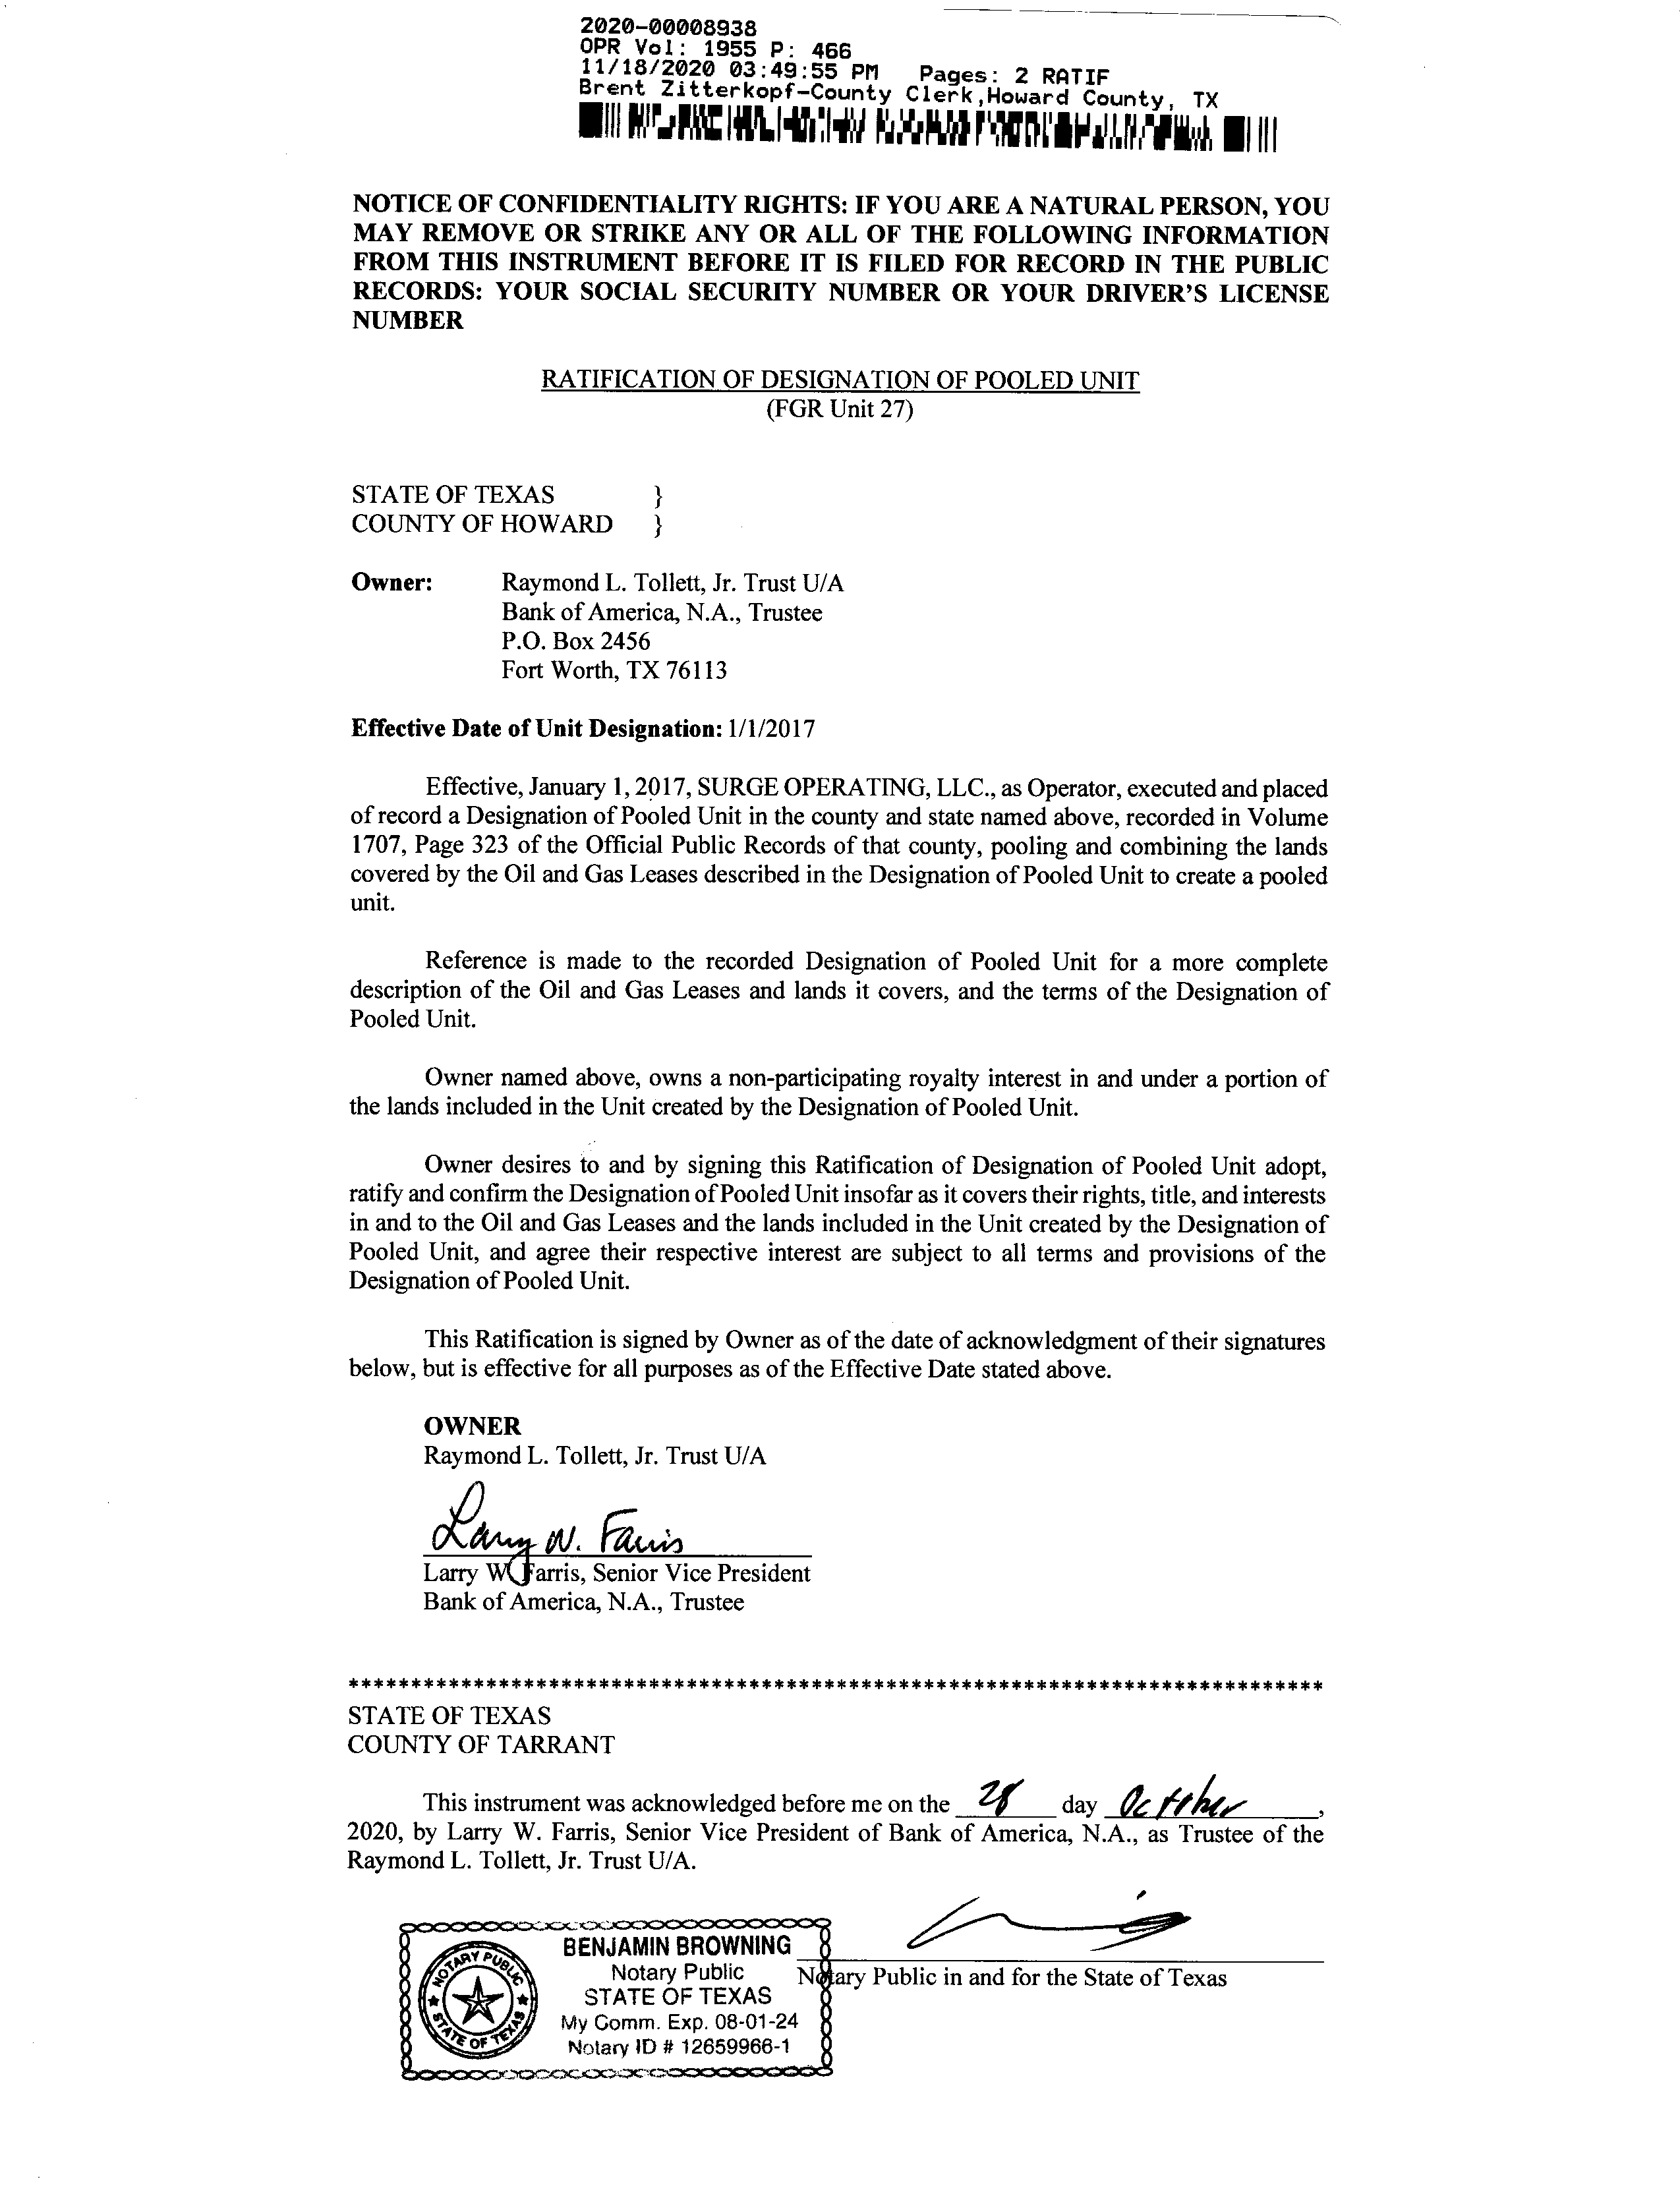 2020-00008938
OPR Vol: 1955 P: 466
11/18/2020 03:49:55 PM Pages: 2 RATIF
Brent Zitterkopf-County Clerk,Howard County, TX
NOTICE OF CONFIDENTIALITY RIGHTS: IF YOU ARE A NATURAL PERSON, YOU
MAY REMOVE OR STRIKE ANY OR ALL OF THE FOLLOWING INFORMATION
FROM THIS INSTRUMENT BEFORE IT IS FILED FOR RECORD IN THE PUBLIC
RECORDS: YOUR SOCIAL SECURITY NUMBER OR YOUR DRIVER'S LICENSE
NUMBER
RATIFICATION OF DESIGNATION OF POOLED UNIT
(FGR Unit 27)
STATE OF TEXAS }
COUNTY OF HOWARD }
Owner: Raymond L. Tollett, Jr. Trust U/A
Bank of America, N.A., Trustee
P.O. Box 2456
Fort Worth, TX 76113
Effective Date of Unit Designation: 1/1/2017
Effective, January 1, 2017, SURGE OPERATING, LLC., as Operator, executed and placed
of record a Designation of Pooled Unit in the county and state named above, recorded in Volume
1707, Page 323 of the Official Public Records of that county, pooling and combining the lands
covered by the Oil and Gas Leases described in the Designation of Pooled Unit to create a pooled
unit.
Reference is made to the recorded Designation of Pooled Unit for a more complete
description of the Oil and Gas Leases and lands it covers, and the terms of the Designation of
Pooled Unit.
Owner named above, owns a non-participating royalty interest in and under a portion of
the lands included in the Unit created by the Designation of Pooled Unit.
Owner desires to and by signing this Ratification of Designation of Pooled Unit adopt,
ratify and confirm the Designation of Pooled Unit insofar as it covers their rights, title, and interests
in and to the Oil and Gas Leases and the lands included in the Unit created by the Designation of
Pooled Unit, and agree their respective interest are subject to all terms and provisions of the
Designation of Pooled Unit.
This Ratification is signed by Owner as of the date of acknowledgment of their signatures
below, but is effective for all purposes as of the Effective Date stated above.
OWNER
Raymond L. Tollett, Jr. Trust U/A
Larry W. Farris
Larry W. Farris, Senior Vice President
Bank of America, N.A., Trustee
******************************************************************************
STATE OF TEXAS
COUNTY OF TARRANT
This instrument was acknowledged before me on the 28 day October,
2020, by Larry W. Farris, Senior Vice President of Bank of America, N.A., as Trustee of the
Raymond L. Tollett, Jr. Trust U/A.
Notary Public in and for the State of Texas
NOTARY PUBLIC
STATE OF TEXAS
BENJAMIN BROWNING
Notary Public
STATE OF TEXAS
My Comm. Exp. 08-01-24
Notary ID # 12659966-1